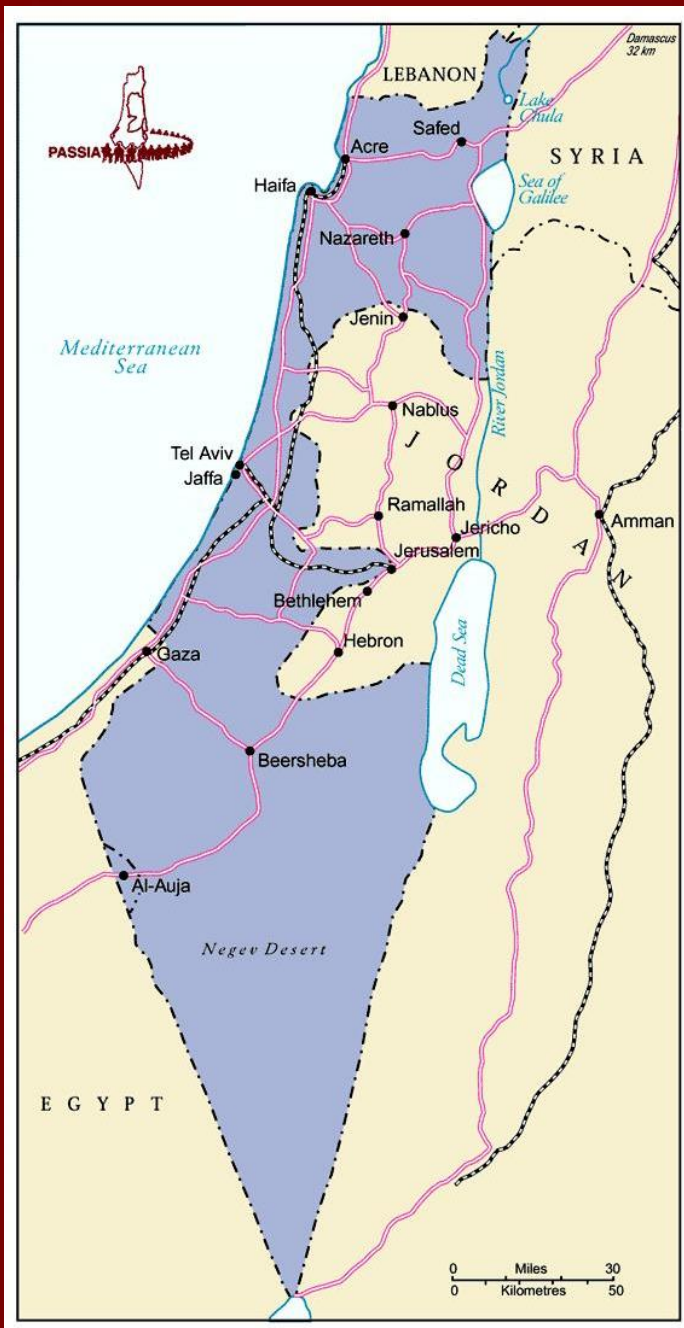 Damascus
32 km
LEBANON
Lake
Chula
Safed
PASSIA
Acre
SYRIA
Haifa
Sea of
Galilee
Nazareth
Jenin
Mediterranean
Sea
River Jordan
Nablus
JORDAN
Tel Aviv
Jaffa
Ramallah
Jericho
Amman
Jerusalem
Bethlehem
Hebron
Gaza
Dead Sea
Beersheba
Al-Auja
Negev Desert
EGYPT
0 Miles 30
0 Kilometres 50